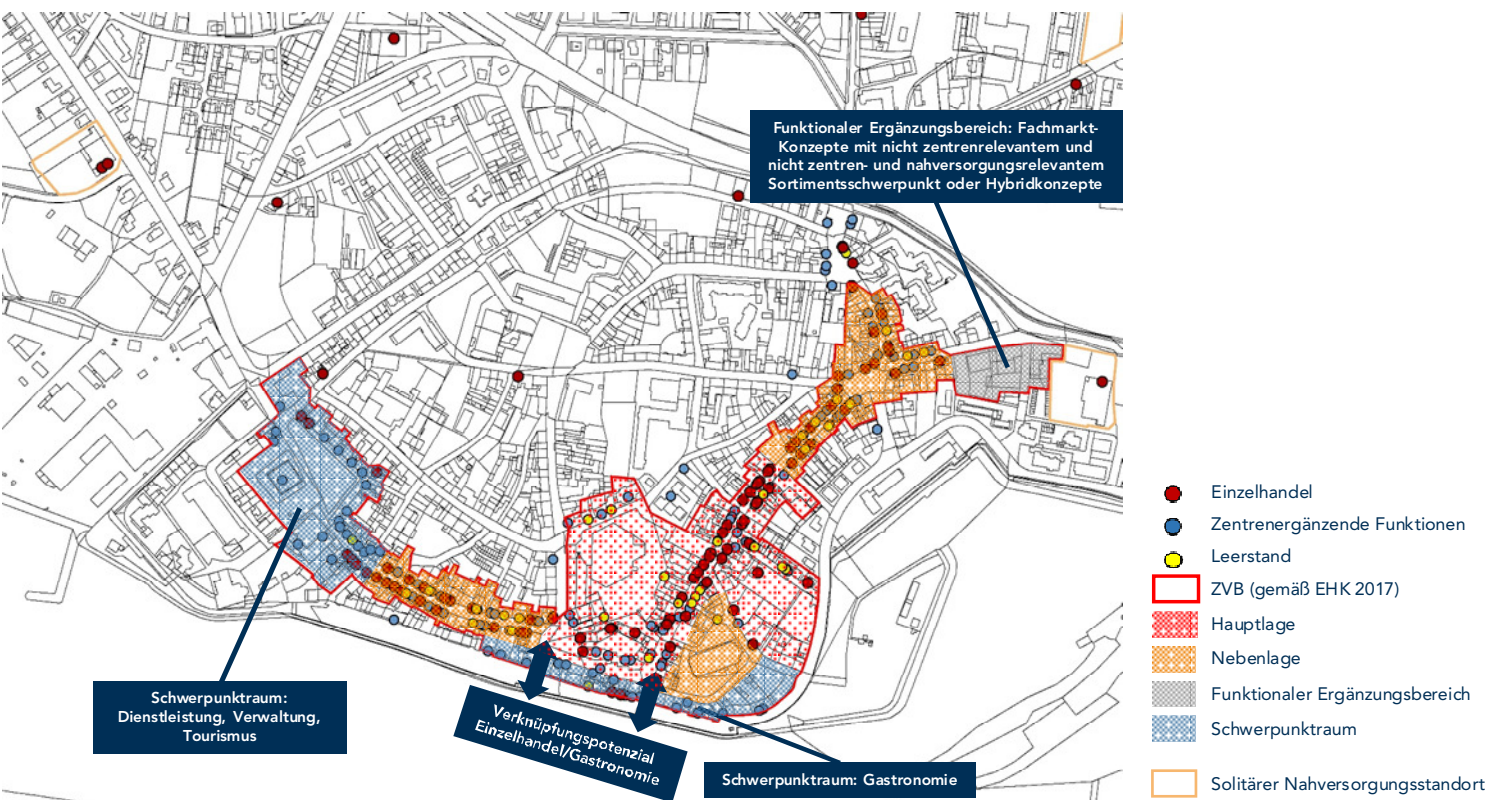 Funktionaler Ergänzungsbereich: Fachmarkt-
Konzepte mit nicht zentrenrelevantem und
nicht zentren- und nahversorgungsrelevantem
Sortimentsschwerpunkt oder Hybridkonzepte
Schwerpunktraum:
Dienstleistung, Verwaltung,
Tourismus
Verknüpfungspotenzial
Einzelhandel/Gastronomie
Schwerpunktraum: Gastronomie
Einzelhandel
Zentrenergänzende Funktionen
Leerstand
ZVB (gemäß EHK 2017)
Hauptlage
Nebenlage
Funktionaler Ergänzungsbereich
Schwerpunktraum
Solitärer Nahversorgungsstandort